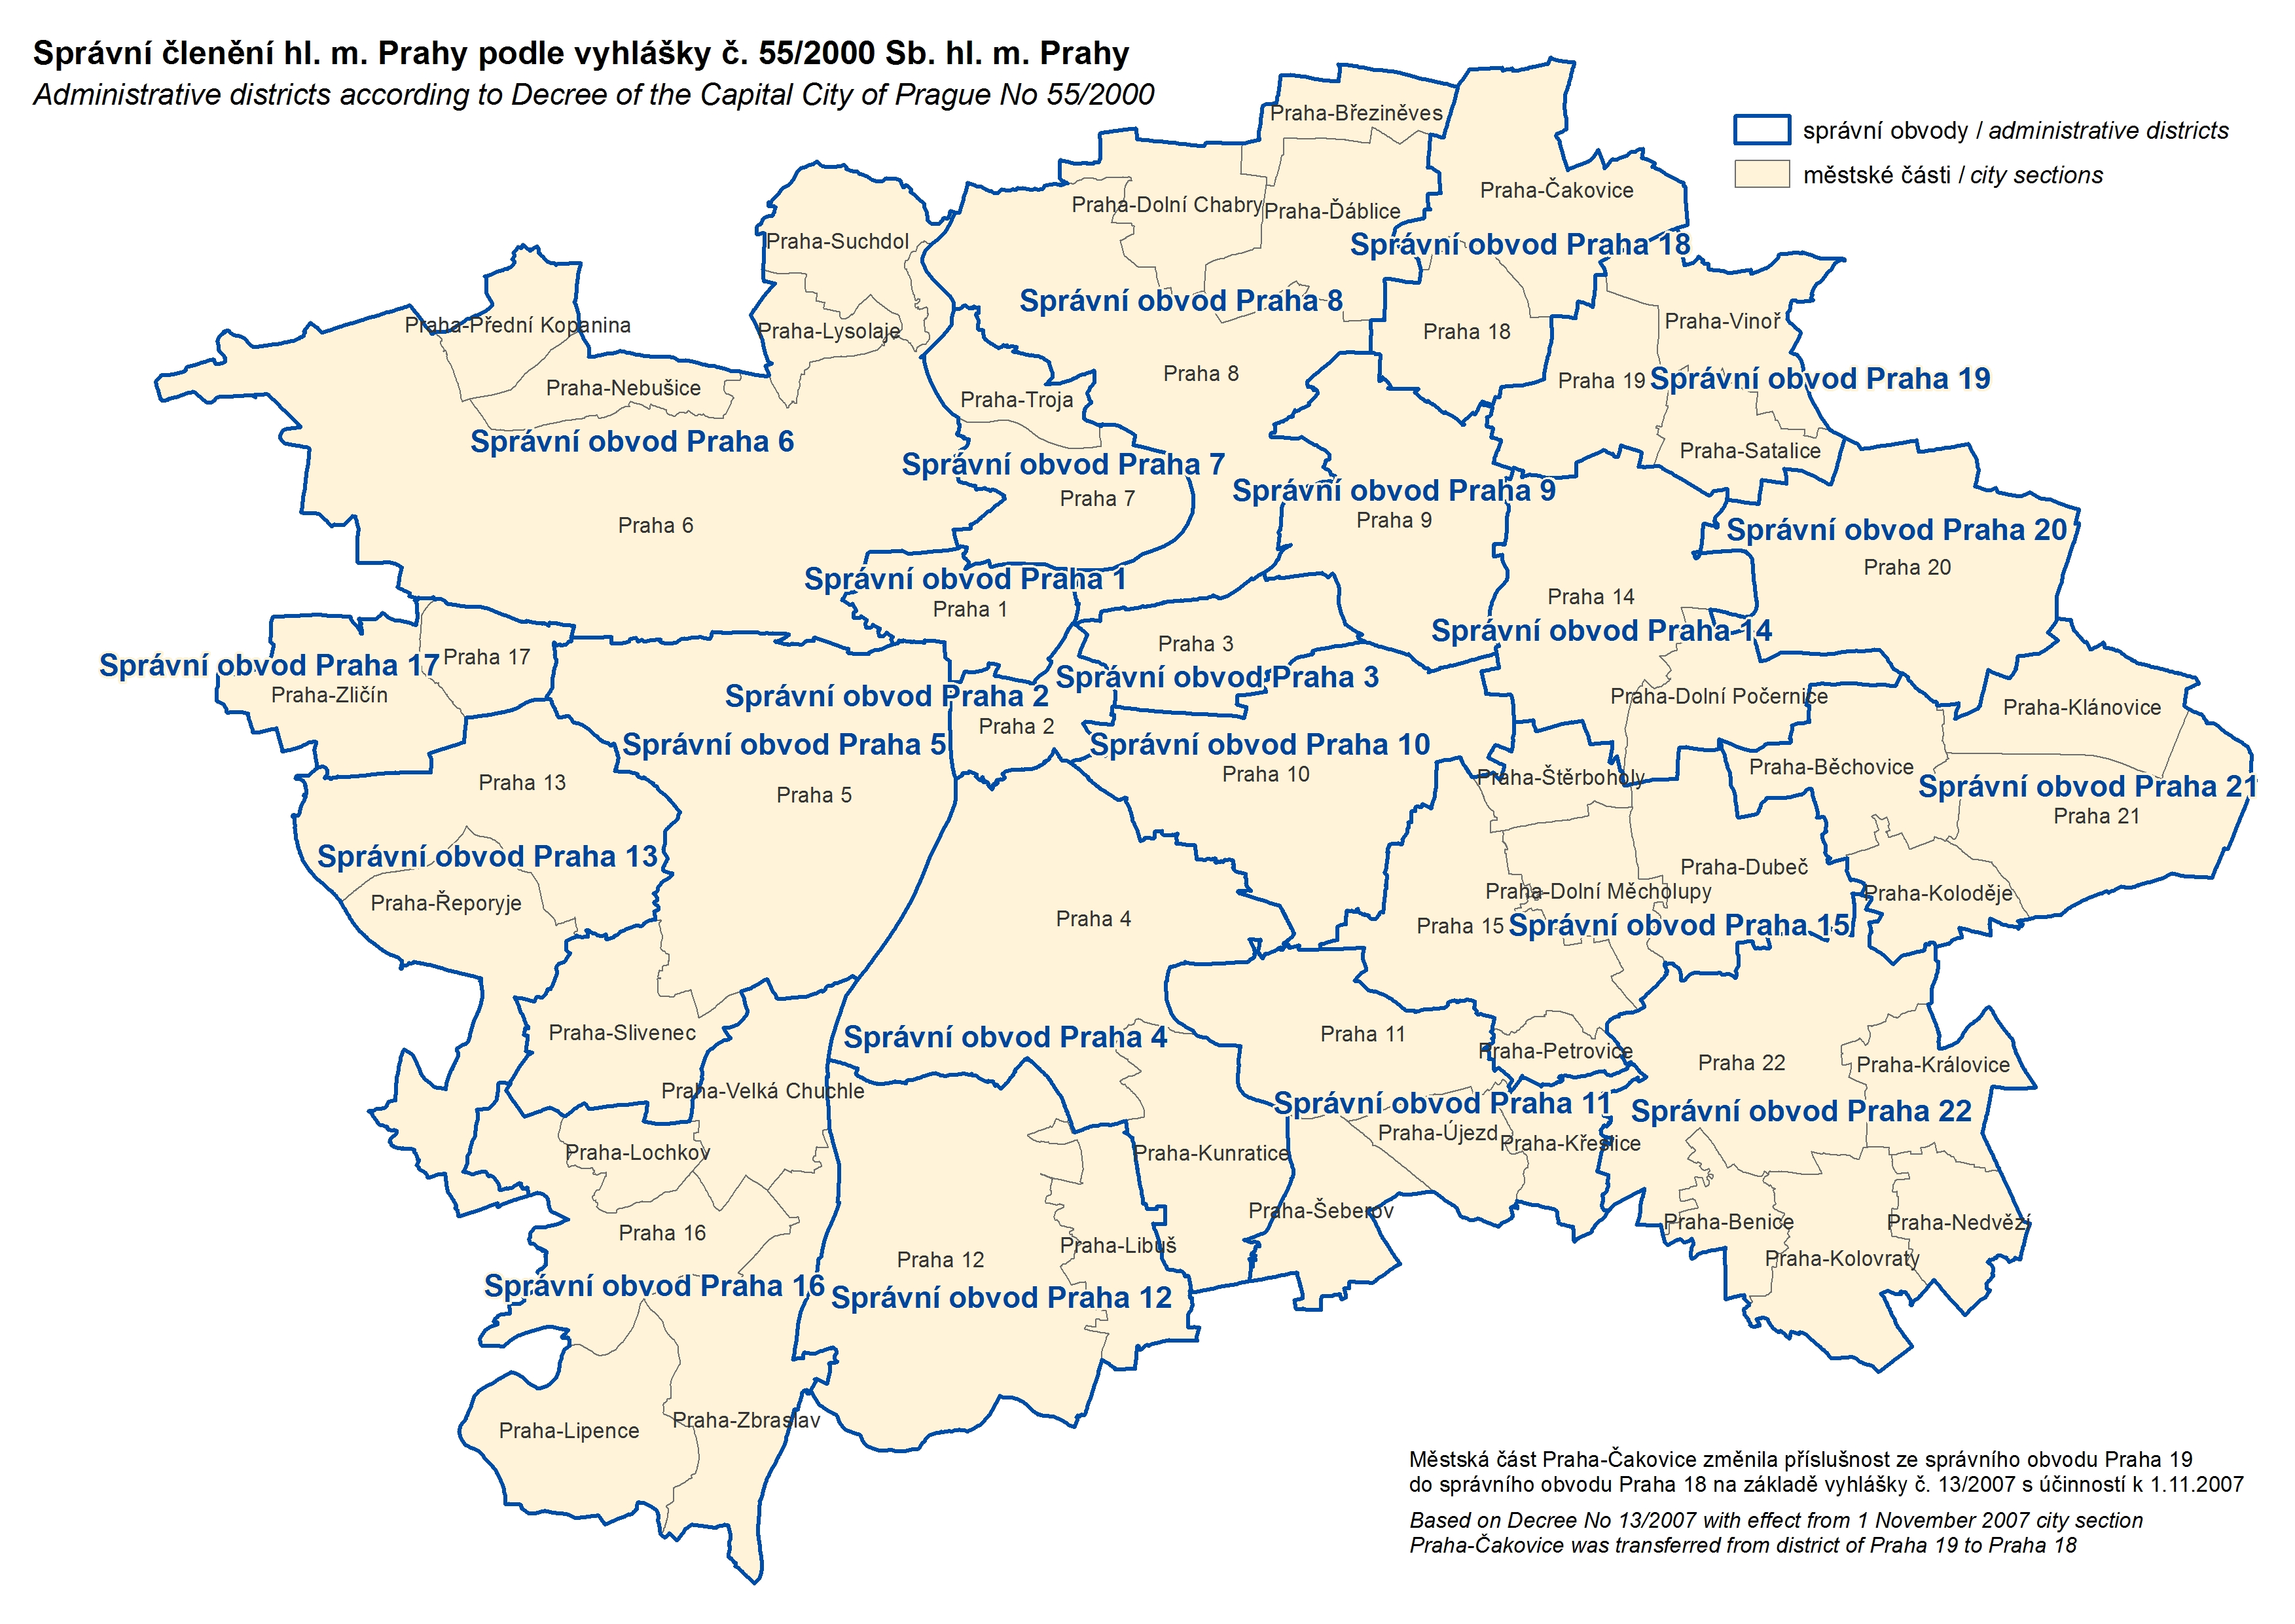 Správní členění hl. m. Prahy podle vyhlášky č. 55/2000 Sb. hl. m. Prahy
Administrative districts according to Decree of the Capital City of Prague No 55/2000
správní obvody / administrative districts
městské části / city sections
Praha-Březiněves
Praha-Čakovice
Praha-Dolní Chabry
Praha-Ďáblice
Praha-Suchdol
Správní obvod Praha 18
Správní obvod Praha 8
Praha-Přední Kopanina
Praha-Lysolaje
Praha 18
Praha-Vinoř
Praha 8
Praha 19
Správní obvod Praha 19
Praha-Nebušice
Praha-Troja
Správní obvod Praha 6
Praha-Satalice
Správní obvod Praha 7
Praha 7
Správní obvod Praha 9
Praha 9
Praha 6
Správní obvod Praha 20
Praha 20
Správní obvod Praha 1
Praha 1
Praha 14
Správní obvod Praha 14
Praha 3
Správní obvod Praha 3
Správní obvod Praha 17
Praha 17
Praha-Zličín
Správní obvod Praha 2
Praha 2
Praha-Dolní Počernice
Praha-Klánovice
Správní obvod Praha 5
Praha 5
Správní obvod Praha 10
Praha 10
Praha-Štěrboholy
Praha-Běchovice
Správní obvod Praha 21
Praha 21
Praha 13
Správní obvod Praha 13
Praha-Řeporyje
Praha-Dubeč
Praha-Dolní Měcholupy
Praha-Koloděje
Praha 4
Praha 15
Správní obvod Praha 15
Praha-Slivenec
Správní obvod Praha 4
Praha 11
Praha-Petrovice
Praha 22
Praha-Královice
Praha-Velká Chuchle
Správní obvod Praha 11
Správní obvod Praha 22
Praha-Újezd
Praha-Křeslice
Praha-Lochkov
Praha-Kunratice
Praha-Šeberov
Praha-Benice
Praha-Nedvězí
Praha 16
Praha-Libuš
Praha 12
Praha-Kolovraty
Správní obvod Praha 16
Správní obvod Praha 12
Praha-Lipence
Praha-Zbraslav
Městská část Praha-Čakovice změnila příslušnost ze správního obvodu Praha 19
do správního obvodu Praha 18 na základě vyhlášky č. 13/2007 s účinností k 1.11.2007
Based on Decree No 13/2007 with effect from 1 November 2007 city section
Praha-Čakovice was transferred from district of Praha 19 to Praha 18